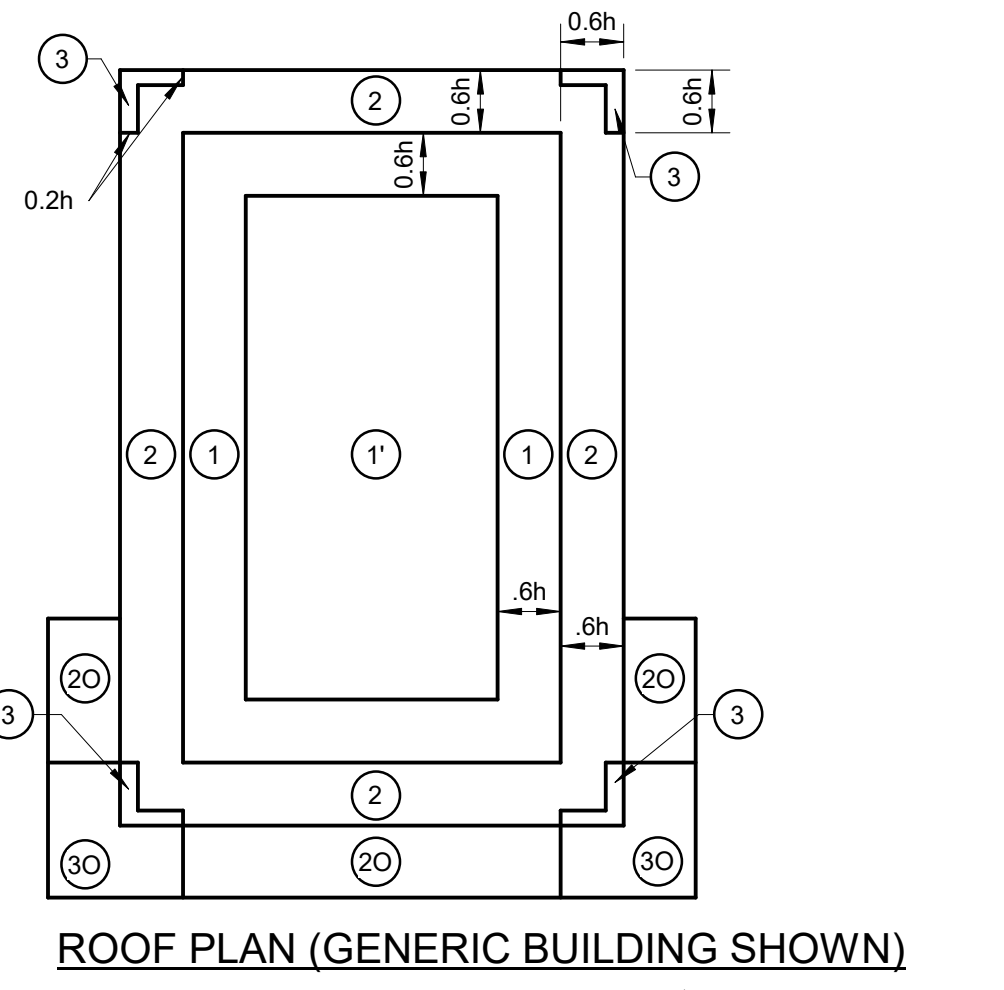 0.6h
3
2
0.6h
0.6h
0.6h
3
0.2h
2
1
1'
1
2
.6h
.6h
2O
2O
3
3
2
3O
2O
3O
ROOF PLAN (GENERIC BUILDING SHOWN)